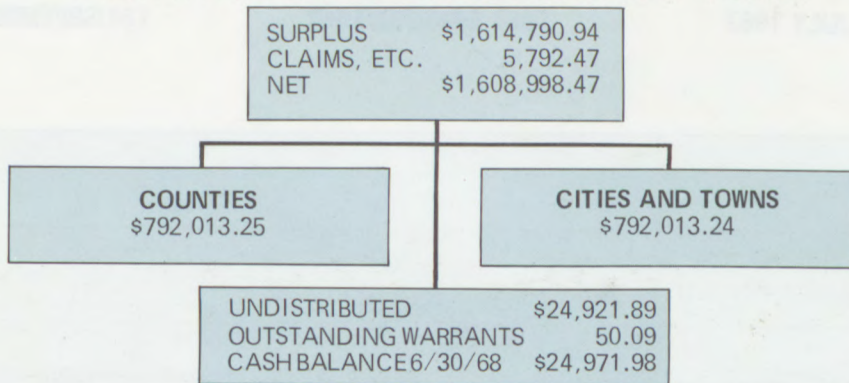 SURPLUS $1,614,790.94
CLAIMS, ETC. 5,792.47
NET $1,608,998.47
COUNTIES
$792,013.25
CITIES AND TOWNS
$792,013.24
UNDISTRIBUTED $24,921.89
OUTSTANDING WARRANTS 50.09
CASH BALANCE 6/30/68 $24,971.98